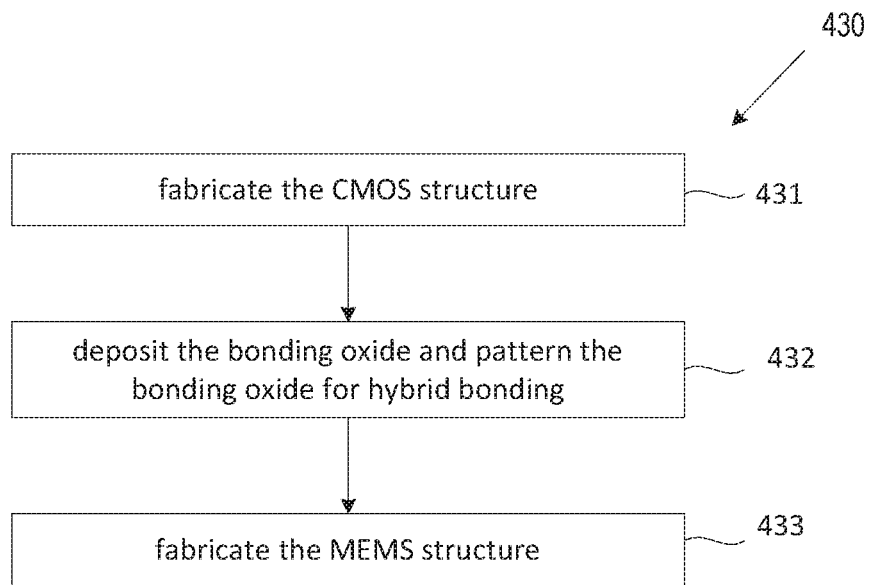 430
fabricate the CMOS structure
431
deposit the bonding oxide and pattern the
bonding oxide for hybrid bonding
432
fabricate the MEMS structure
433